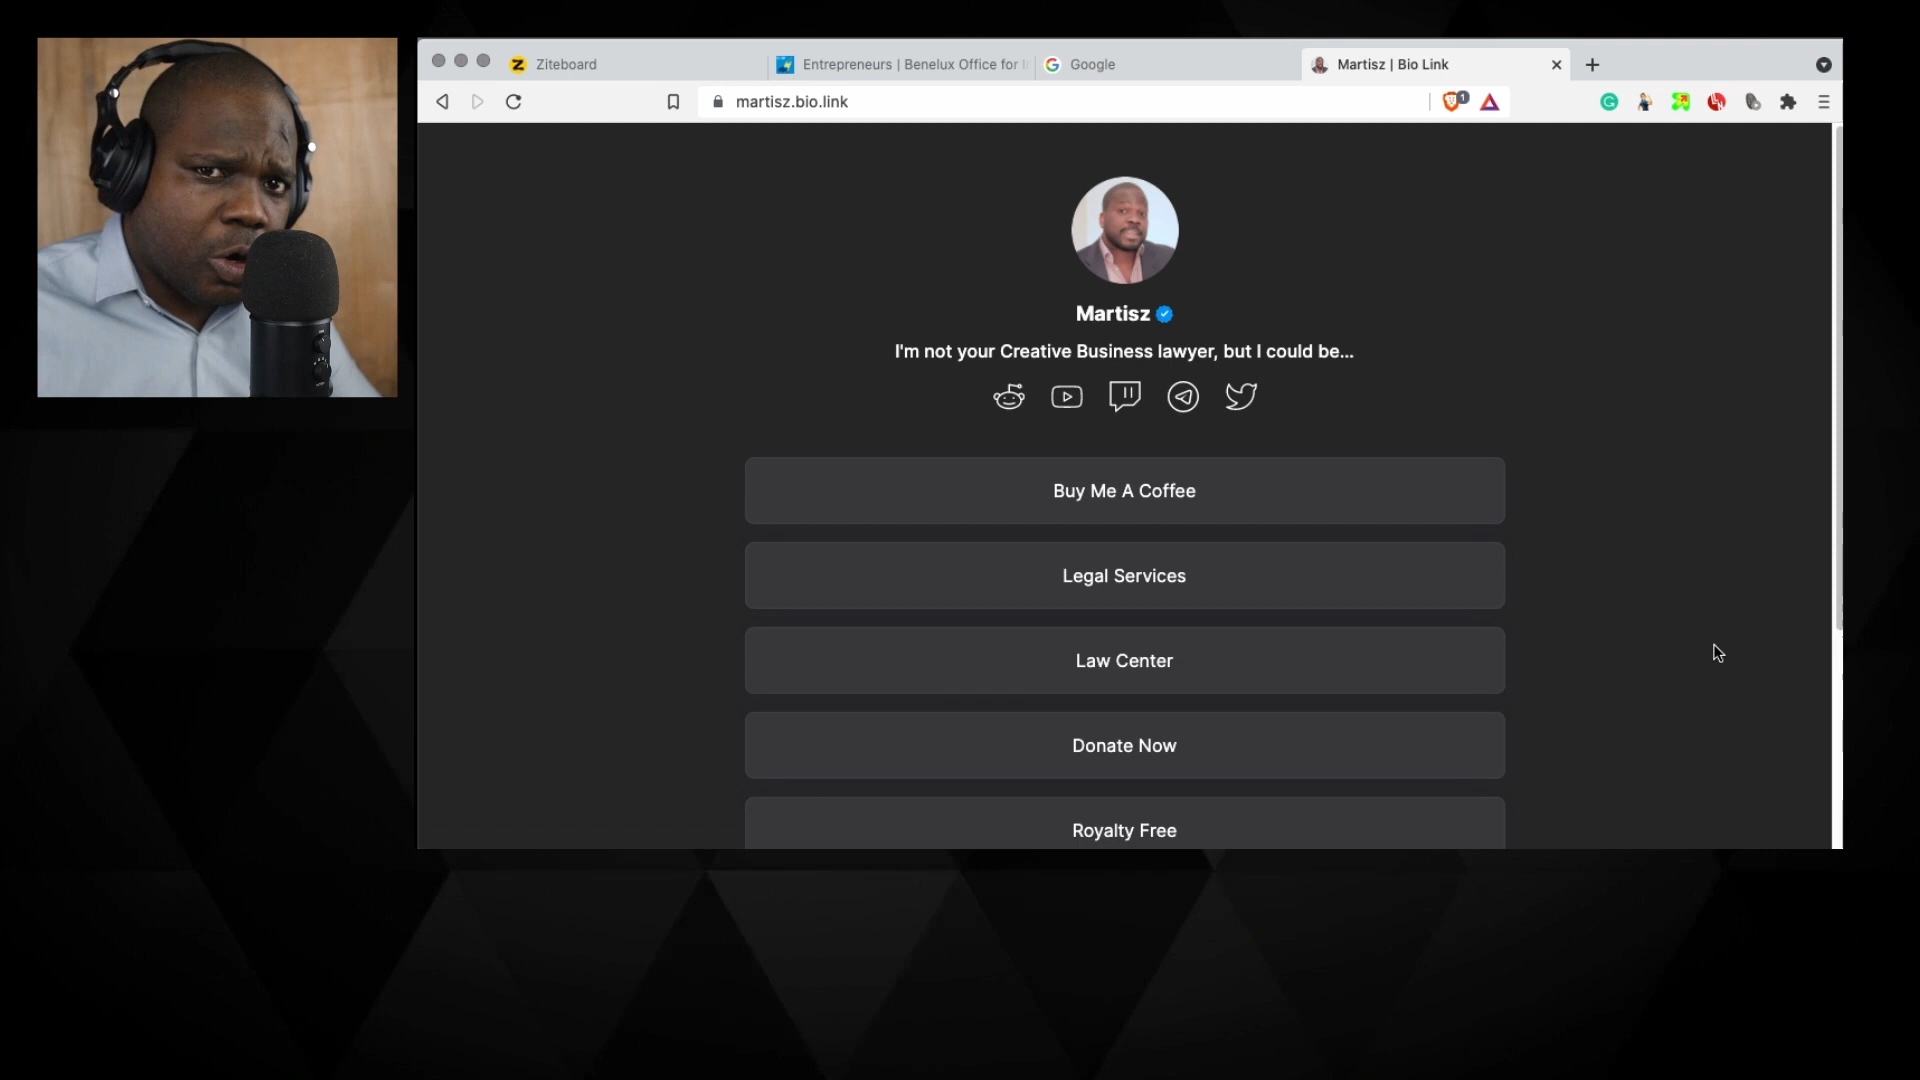 Ziteboard
Entrepreneurs | Benelux Office for
Google
Martisz | Bio Link
martisz.bio.link
1
Martisz
I'm not your Creative Business lawyer, but I could be...
Buy Me A Coffee
Legal Services
Law Center
Donate Now
Royalty Free